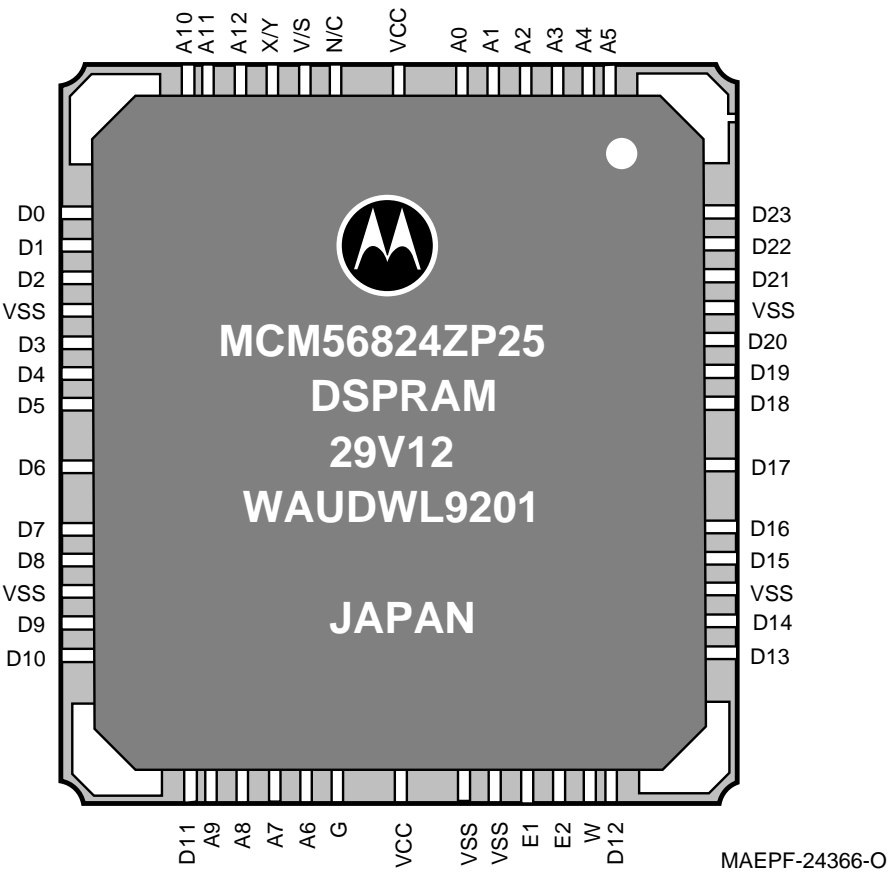 A10
A11
A12
X/Y
V/S
N/C
VCC
A0
A1
A2
A3
A4
A5
D0
D1
D2
VSS
D3
D4
D5
D6
D7
D8
VSS
D9
D10
MCM56824ZP25
DSPRAM
29V12
WAUDWL9201
JAPAN
D23
D22
D21
VSS
D20
D19
D18
D17
D16
D15
VSS
D14
D13
D11
A9
A8
A7
A6
G
VCC
VSS
VSS
E1
E2
W
D12
MAEPF-24366-O